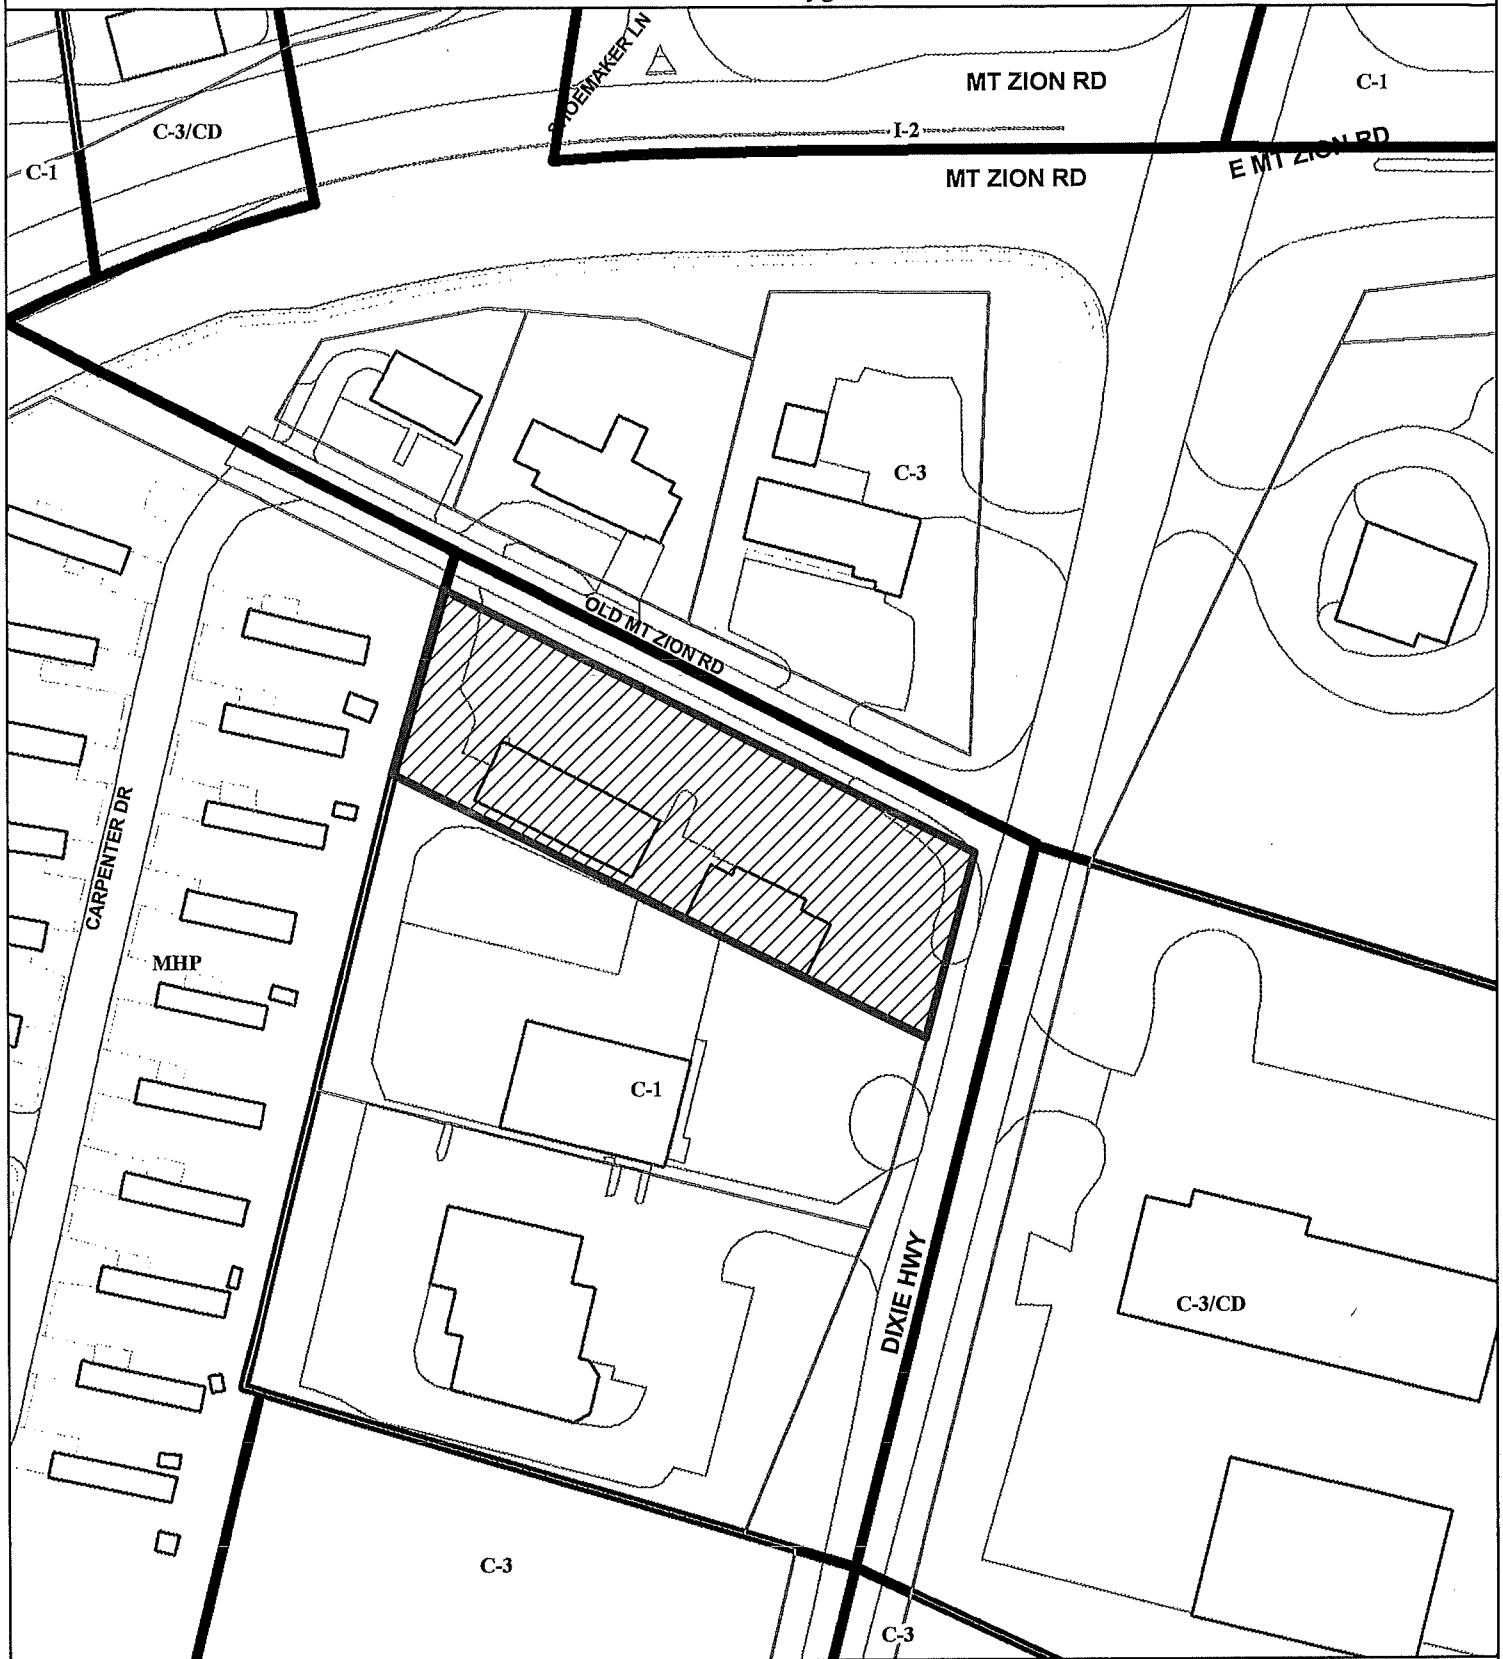 SHOEMAKER LN
MT ZION RD
C-1
C-3/CD
I-2
E MT ZION RD
C-1
MT ZION RD
C-3
OLD MT ZION RD
CARPENTER DR
MHP
C-1
DIXIE HWY
C-3/CD
C-3
C-3